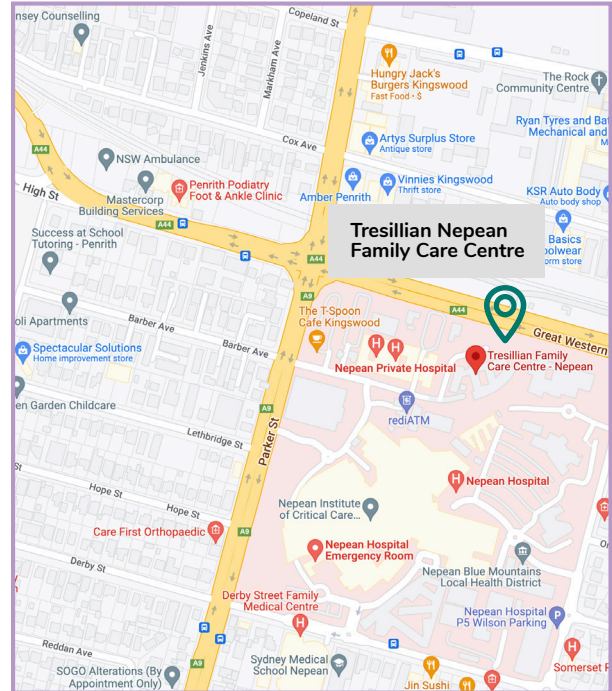 nsey Counselling
Copeland St
Jenkins Ave
Markham Ave
Hungry Jack's
Burgers Kingswood
Fast Food · $
The Rock
Community Centre
Ryan Tyres and Bat
Mechanical and
M
Cox Ave
Artys Surplus Store
Antique store
A44
NSW Ambulance
High St
Mastercorp
Building Services
Penrith Podiatry
Foot & Ankle Clinic
Amber Penrith
Vinnies Kingswood
Thrift store
KSR Auto Body
Auto body shop
Success at School
Tutoring - Penrith
A44
Tresillian Nepean
Family Care Centre
Basics
oolwear
orm store
A44
A9
A44
oli Apartments
Barber Ave
The T-Spoon
Cafe Kingswood
Great Western
Spectacular Solutions
Home improvement store
Barber Ave
Nepean Private Hospital
Tresillian Family
Care Centre - Nepean
en Garden Childcare
A9
rediATM
Lethbridge St
Parker St
Hope St
Nepean Hospital
Hope St
Nepean Institute
of Critical Care...
Care First Orthopaedic
A9
Nepean Hospital
Emergency Room
Or
Derby St
Nepean Blue Mountains
Local Health District
Derby Street Family
Medical Centre
Nepean Hospital
P5 Wilson Parking
P
Reddan Ave
A9
SOGO Alterations (By
Appointment Only)
Sydney Medical
School Nepean
Jin Sushi
Somerset P